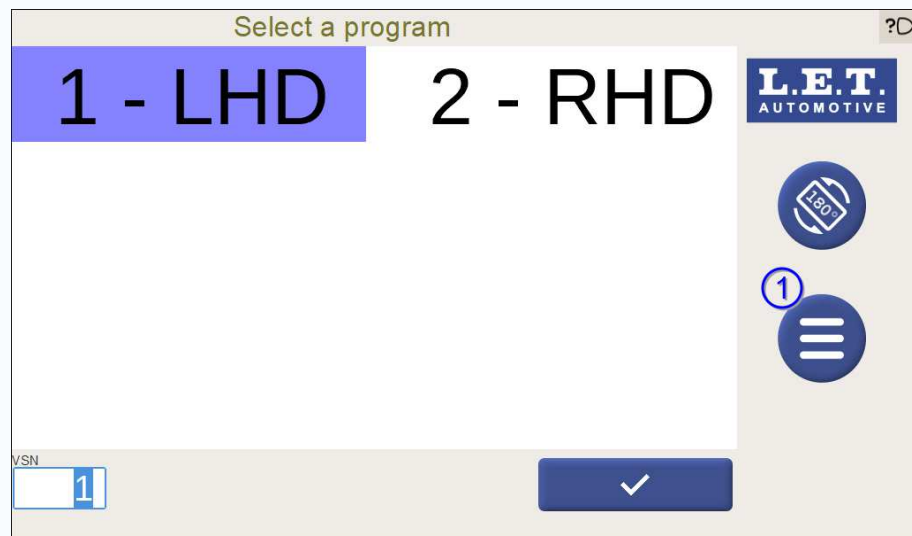 Select a program
?
1 - LHD
2 - RHD
L.E.T.
AUTOMOTIVE
180°
1
VSN
1